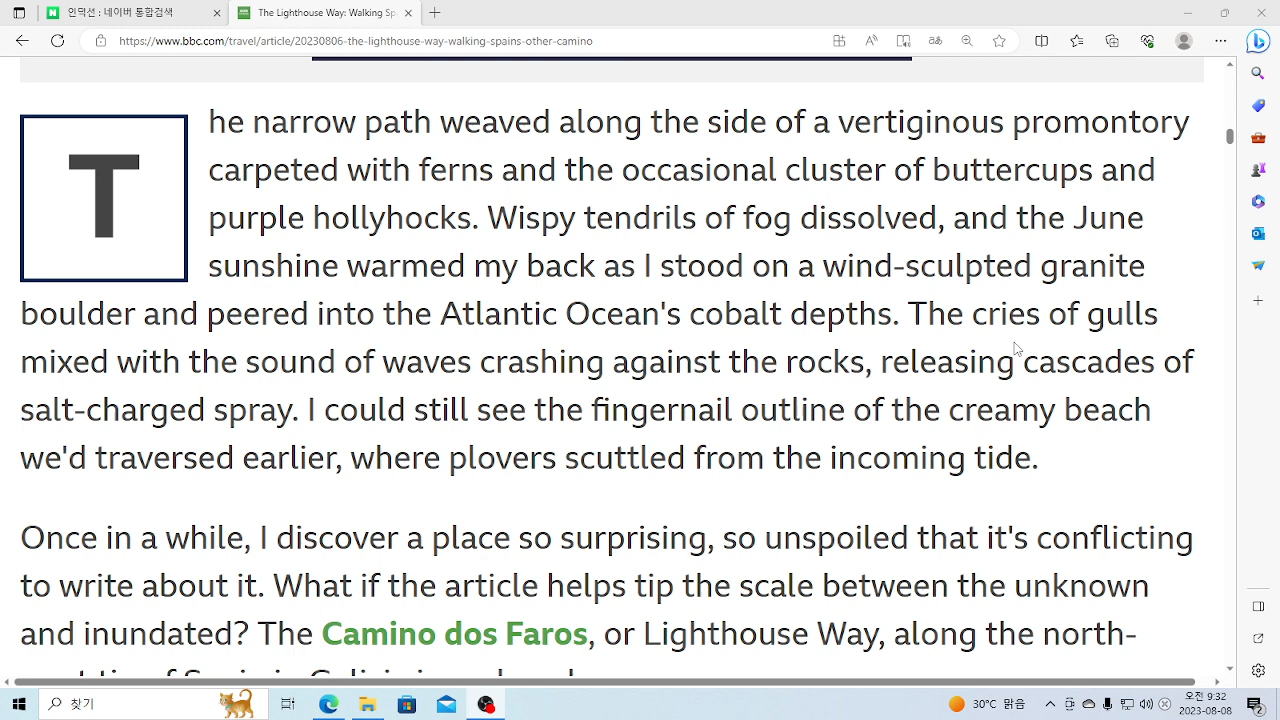 인덕션 : 네이버 통합검색
The Lighthouse Way: Walking Sp
https://www.bbc.com/travel/article/20230806-the-lighthouse-way-walking-spains-other-camino
The narrow path weaved along the side of a vertiginous promontory
carpeted with ferns and the occasional cluster of buttercups and
purple hollyhocks. Wispy tendrils of fog dissolved, and the June
sunshine warmed my back as I stood on a wind-sculpted granite
boulder and peered into the Atlantic Ocean's cobalt depths. The cries of gulls
mixed with the sound of waves crashing against the rocks, releasing cascades of
salt-charged spray. I could still see the fingernail outline of the creamy beach
we'd traversed earlier, where plovers scuttled from the incoming tide.
Once in a while, I discover a place so surprising, so unspoiled that it's conflicting
to write about it. What if the article helps tip the scale between the unknown
and inundated? The Camino dos Faros, or Lighthouse Way, along the north-
찾기
30°C 맑음
오전 9:32
2023-08-08
2